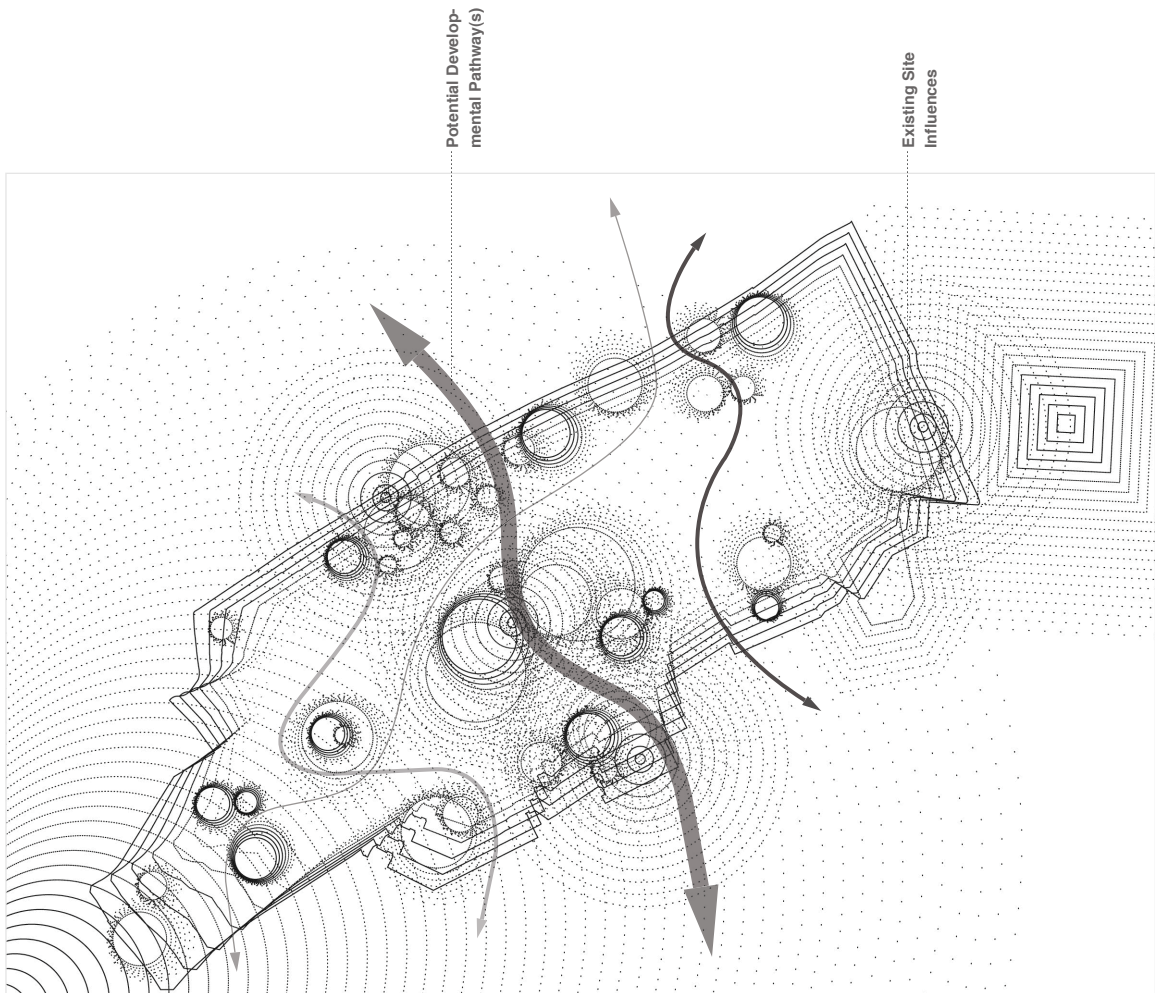 Potential Develop-
mental Pathway(s)
Existing Site
Influences